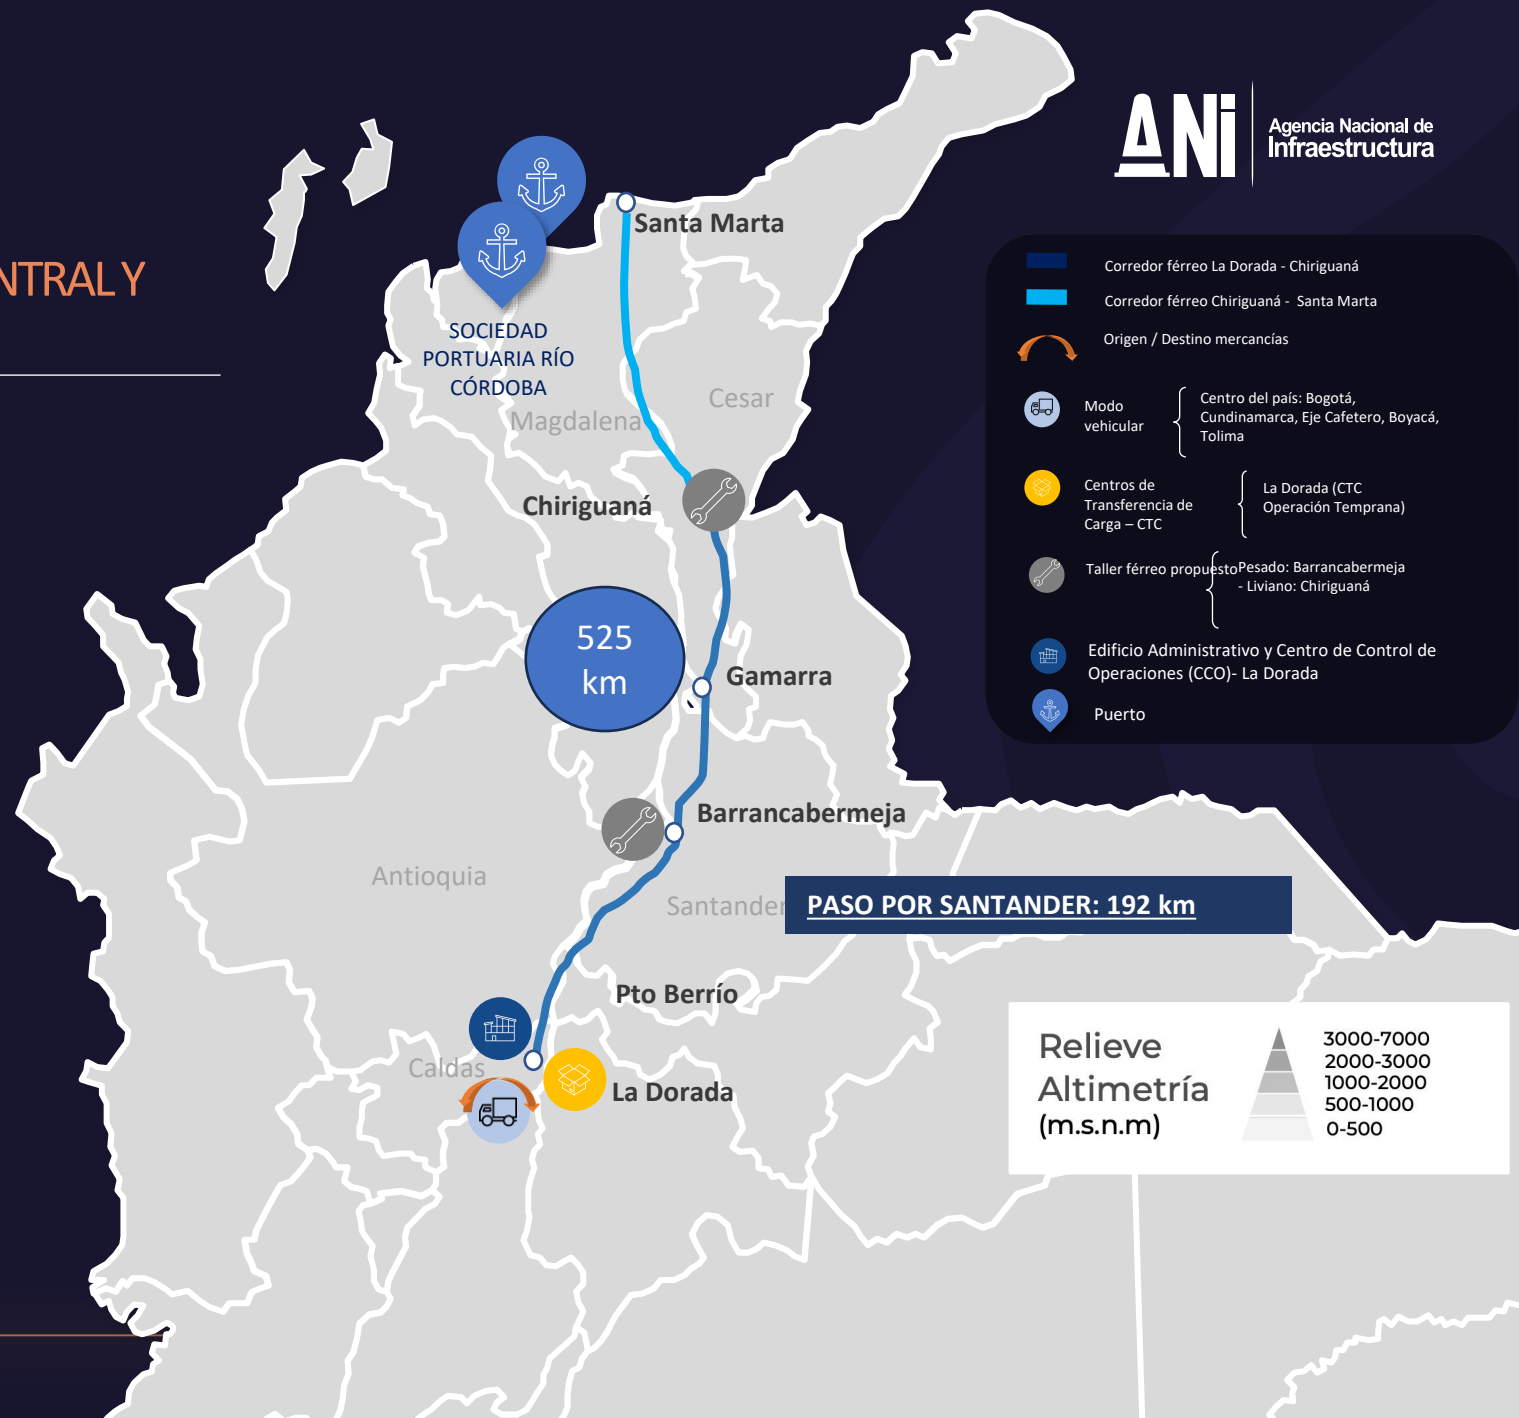 NTRAL Y
ANi
Agencia Nacional de
Infraestructura
Santa Marta
SOCIEDAD
PORTUARIA RÍO
CÓRDOBA
Magdalena
Cesar
Chiriguaná
525
km
Gamarra
Barrancabermeja
Antioquia
Santander
PASO POR SANTANDER: 192 km
Pto Berrío
Caldas
La Dorada
Corredor férreo La Dorada - Chiriguaná
Corredor férreo Chiriguaná - Santa Marta
Origen / Destino mercancías
Modo
vehicular
Centro del país: Bogotá,
Cundinamarca, Eje Cafetero, Boyacá,
Tolima
Centros de
Transferencia de
Carga – CTC
La Dorada (CTC
Operación Temprana)
Taller férreo propuesto
Pesado: Barrancabermeja
- Liviano: Chiriguaná
Edificio Administrativo y Centro de Control de
Operaciones (CCO)- La Dorada
Puerto
Relieve
Altimetría
(m.s.n.m)
3000-7000
2000-3000
1000-2000
500-1000
0-500